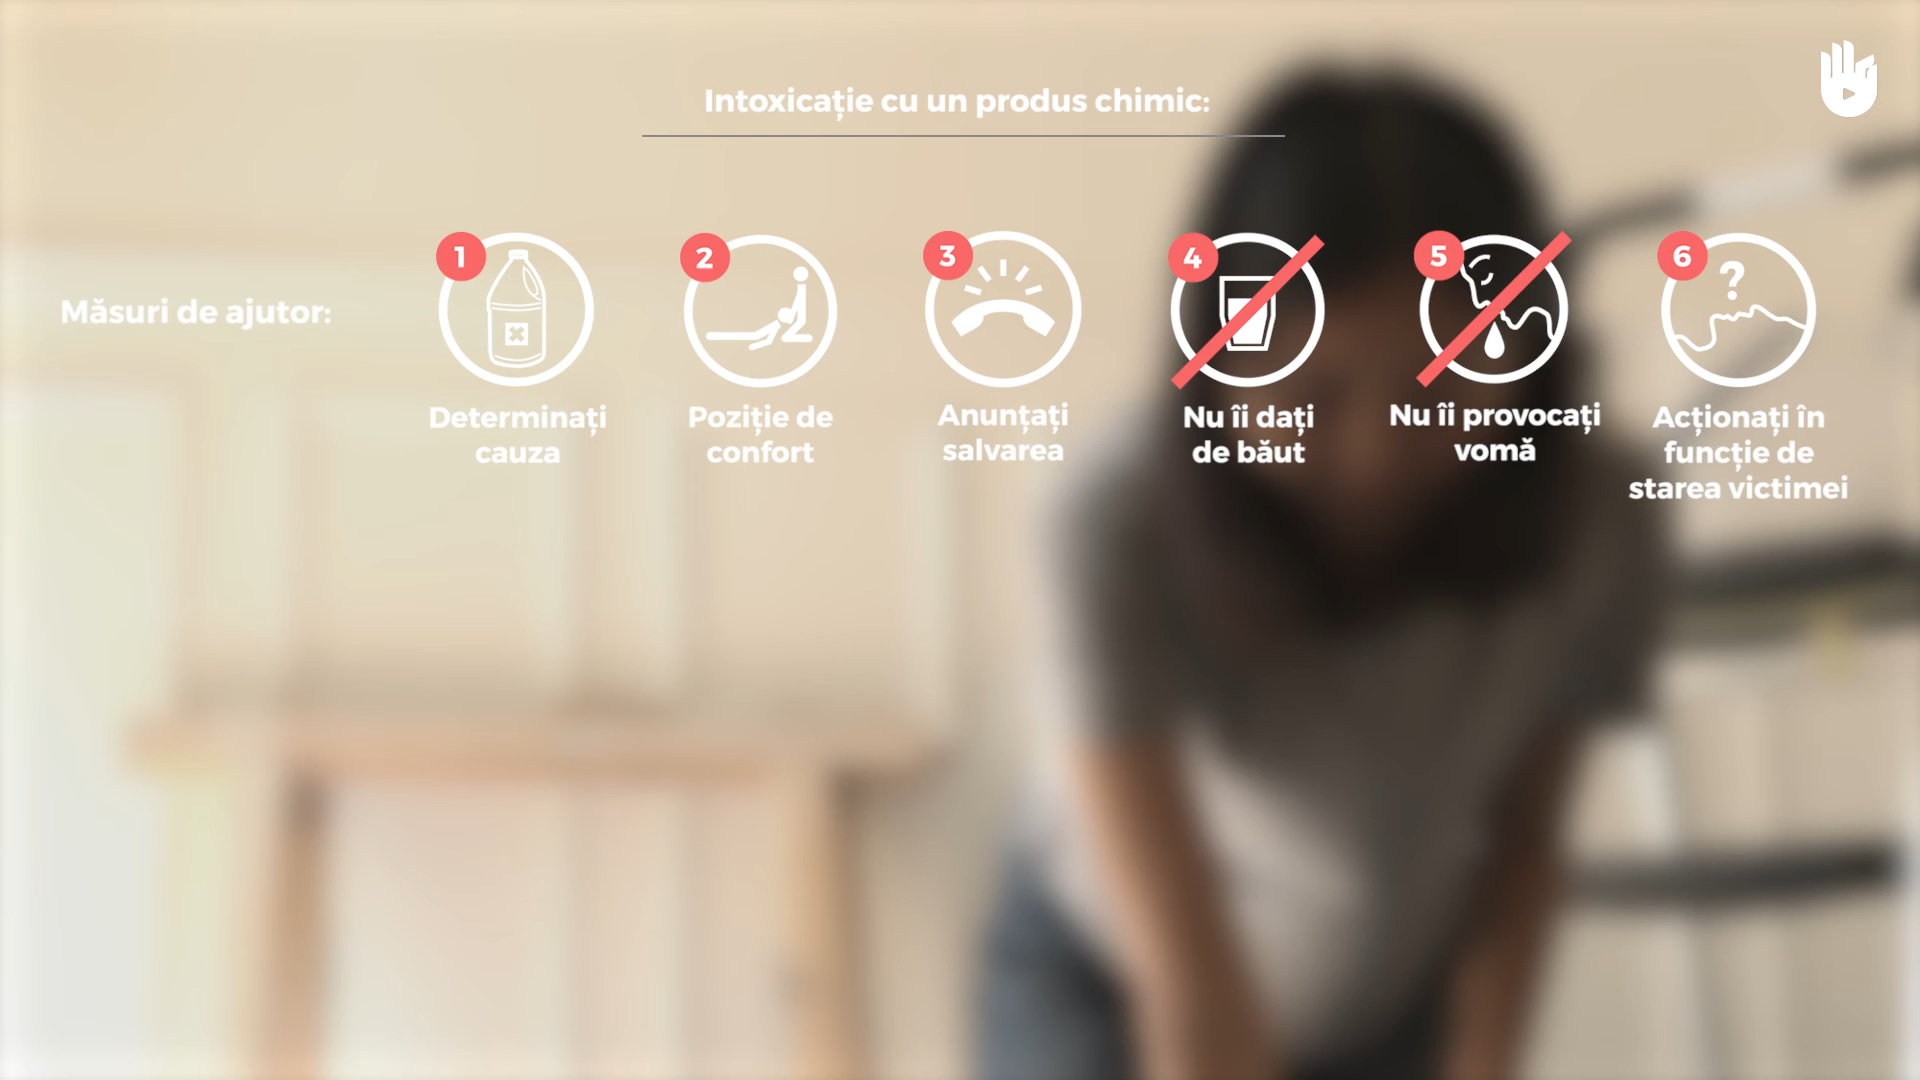 Intoxicație cu un produs chimic:
Măsuri de ajutor:
1
2
3
4
5
6
?
Determinați
cauza
Poziție de
confort
Anunțați
salvarea
Nu îi dați
de băut
Nu îi provocați
vomă
Acționați în
funcție de
starea victimei